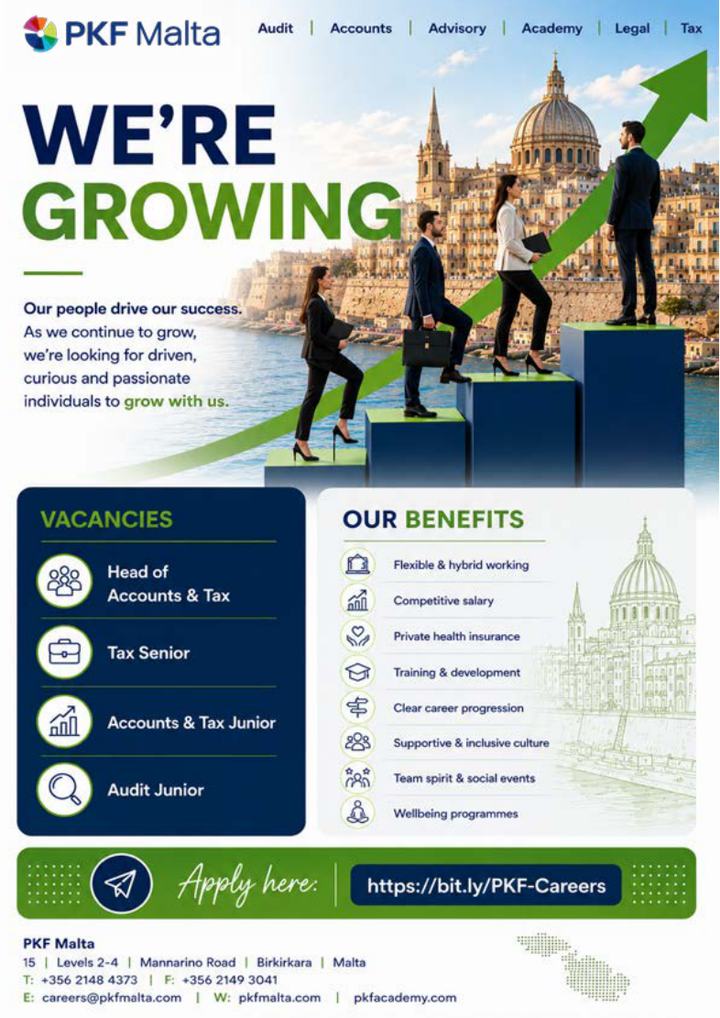 PKF Malta
Audit | Accounts | Advisory | Academy | Legal | Tax
WE'RE
GROWING
Our people drive our success.
As we continue to grow,
we're looking for driven,
curious and passionate
individuals to grow with us.
VACANCIES
Head of
Accounts & Tax
Tax Senior
Accounts & Tax Junior
Audit Junior
OUR BENEFITS
Flexible & hybrid working
Competitive salary
Private health insurance
Training & development
Clear career progression
Supportive & inclusive culture
Team spirit & social events
Wellbeing programmes
Apply here:
https://bit.ly/PKF-Careers
PKF Malta
15 | Levels 2-4 | Mannarino Road | Birkirkara | Malta
T: +356 2148 4373 | F: +356 2149 3041
E: careers@pkfmalta.com | W: pkfmalta.com | pkfacademy.com